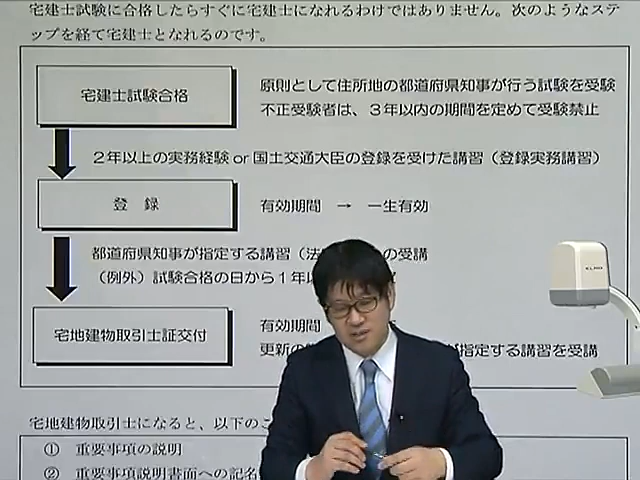 宅建士試験に合格したらすぐに宅建士になれるわけではありません。次のようなステ
ップを経て宅建士となれるのです。
宅建士試験合格
原則として住所地の都道府県知事が行う試験を受験
不正受験者は、３年以内の期間を定めて受験禁止
２年以上の実務経験 or 国土交通大臣の登録を受けた講習（登録実務講習）
登　録
有効期間　→　一生有効
都道府県知事が指定する講習（法 の受講
（例外）試験合格の日から１年以
宅地建物取引士証交付
有効期間
更新の が指定する講習を受講
宅地建物取引士になると、以下のこ
①　重要事項の説明
②　重要事項説明書面への記名
ELMO